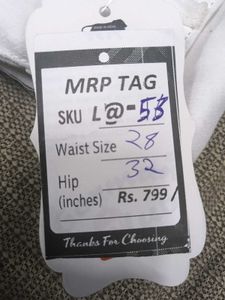 MRP TAG
SKU L@-53
Waist Size 28
Hip 32
(inches) Rs. 799/
Thanks For Choosing